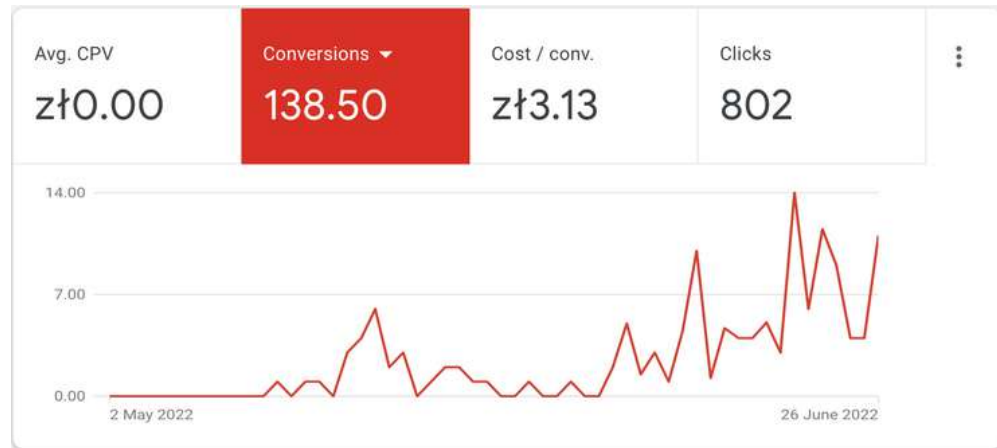 Avg. CPV
zł0.00
Conversions
138.50
Cost / conv.
zł3.13
Clicks
802
14.00
7.00
0.00
2 May 2022
26 June 2022